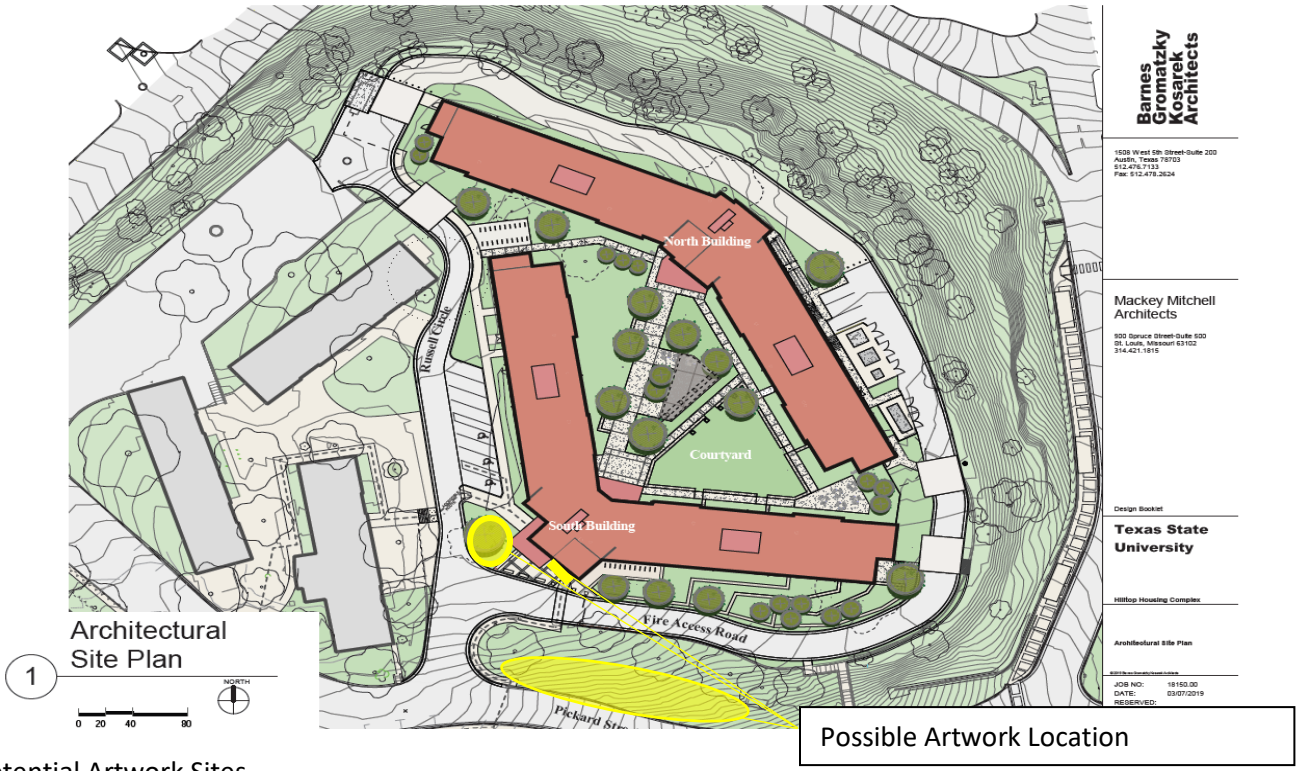 Barnes
Gromatzky
Kosarek
Architects
1508 West 5th Street-Suite 200
Austin, Texas 78703
512.476.7133
Fax: 512.478.2624
Mackey Mitchell
Architects
900 Spruce Street-Suite 500
St. Louis, Missouri 63102
314.421.1815
Design Booklet
Texas State
University
Hilltop Housing Complex
Architectural Site Plan
JOB NO: 18150.00
DATE: 03/07/2019
RESERVED:
North Building
Russell Circle
Courtyard
South Building
Fire Access Road
Pickard
Architectural
Site Plan
1
NORTH
0 20 40 80
Possible Artwork Location
Artwork Sites